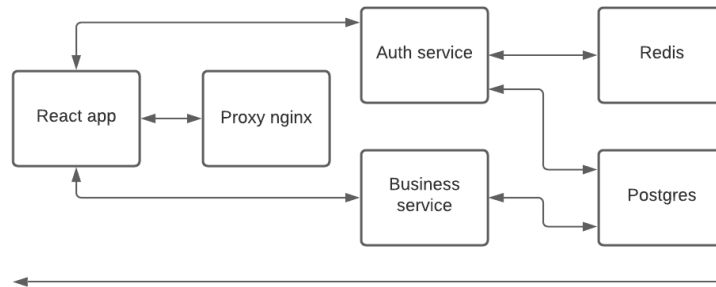 Auth service
Redis
React app
Proxy nginx
Business
service
Postgres